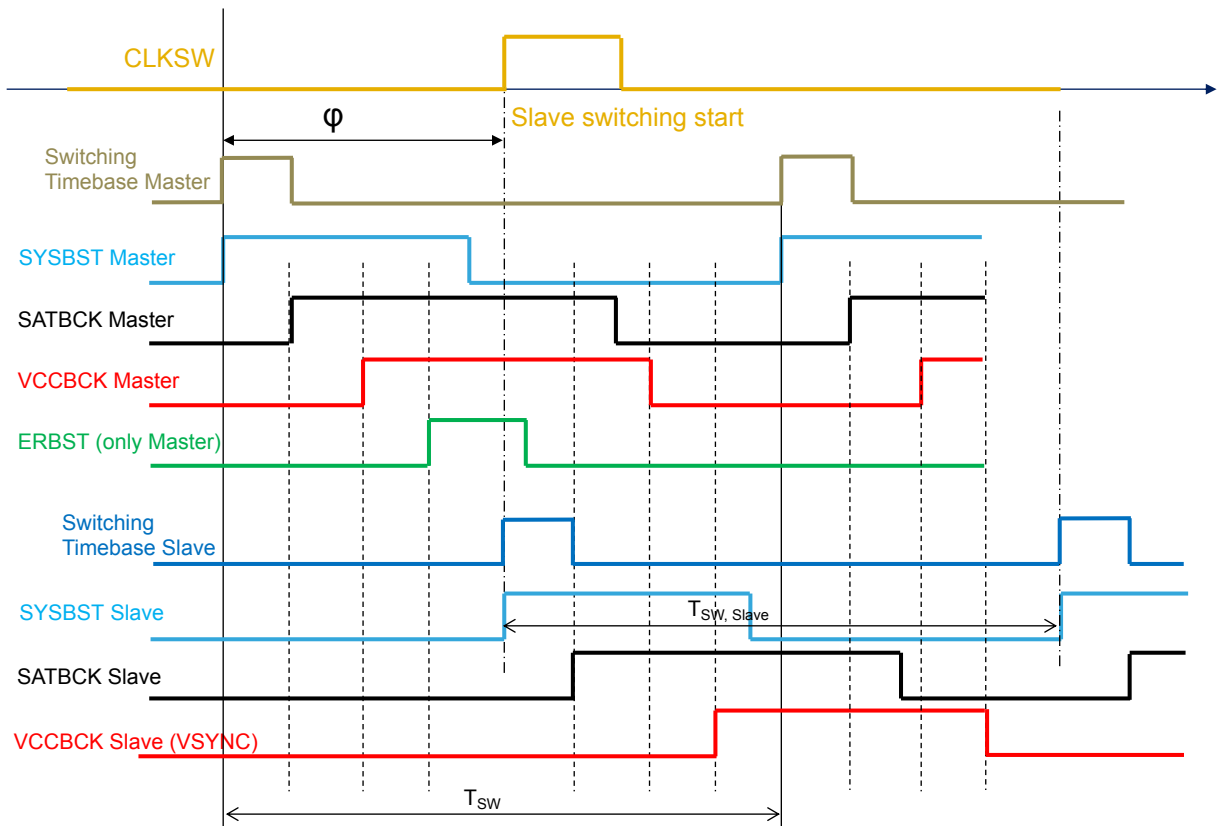 CLKSW
φ
Slave switching start
Switching
Timebase Master
SYSBST Master
SATBCK Master
VCCBCK Master
ERBST (only Master)
Switching
Timebase Slave
SYSBST Slave
TSW, Slave
SATBCK Slave
VCCBCK Slave (VSYNC)
TSW